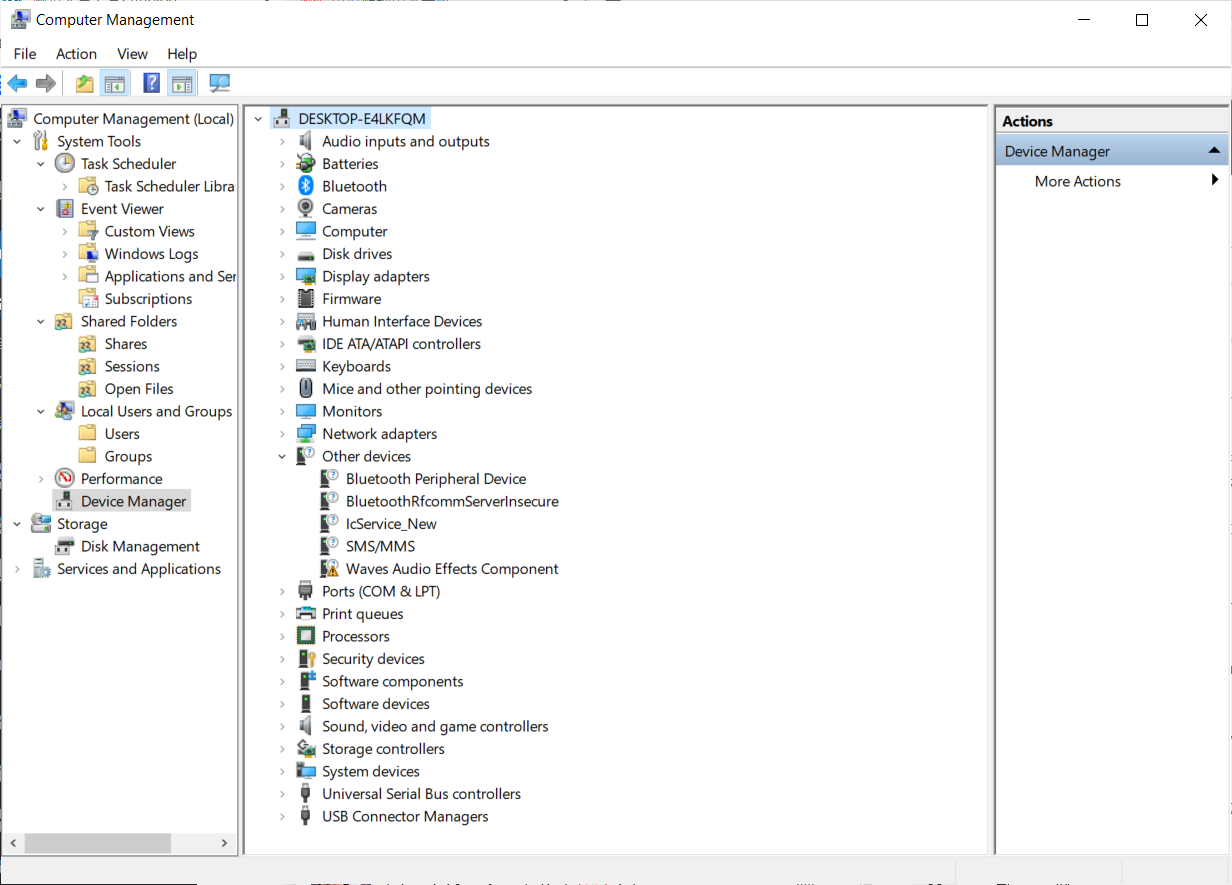 Computer Management
File Action View Help
Computer Management (Local)
System Tools
Task Scheduler
Task Scheduler Libra
Event Viewer
Custom Views
Windows Logs
Applications and Ser
Subscriptions
Shared Folders
Shares
Sessions
Open Files
Local Users and Groups
Users
Groups
Performance
Device Manager
Storage
Disk Management
Services and Applications
DESKTOP-E4LKFQM
Audio inputs and outputs
Batteries
Bluetooth
Cameras
Computer
Disk drives
Display adapters
Firmware
Human Interface Devices
IDE ATA/ATAPI controllers
Keyboards
Mice and other pointing devices
Monitors
Network adapters
Other devices
Bluetooth Peripheral Device
BluetoothRfcommServerInsecure
IcService_New
SMS/MMS
Waves Audio Effects Component
Ports (COM & LPT)
Print queues
Processors
Security devices
Software components
Software devices
Sound, video and game controllers
Storage controllers
System devices
Universal Serial Bus controllers
USB Connector Managers
Actions
Device Manager
More Actions